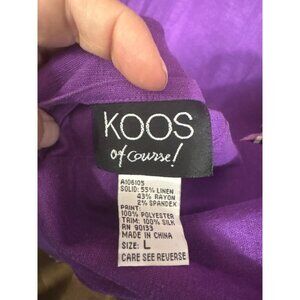 KOOS
of course!
A106105
SOLID: 55% LINEN
43% RAYON
2% SPANDEX
PRINT:
100% POLYESTER
TRIM: 100% SILK
RN 90133
MADE IN CHINA
SIZE: L
CARE SEE REVERSE